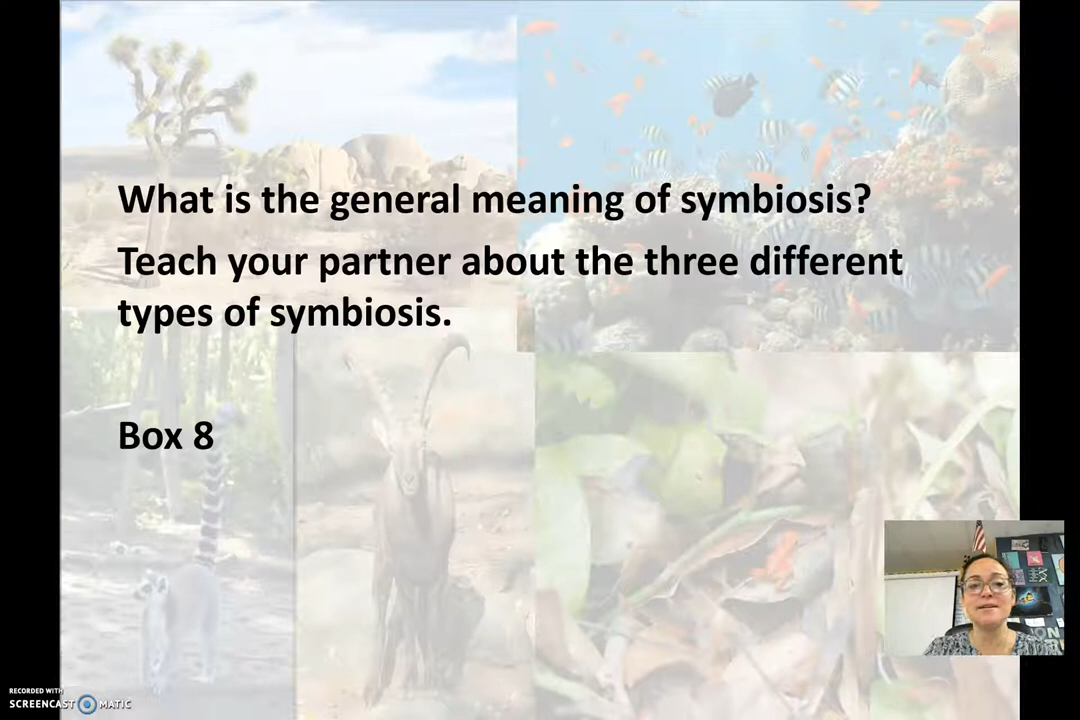 What is the general meaning of symbiosis?
Teach your partner about the three different
types of symbiosis.
Box 8
RECORDED WITH
SCREENCAST MATIC